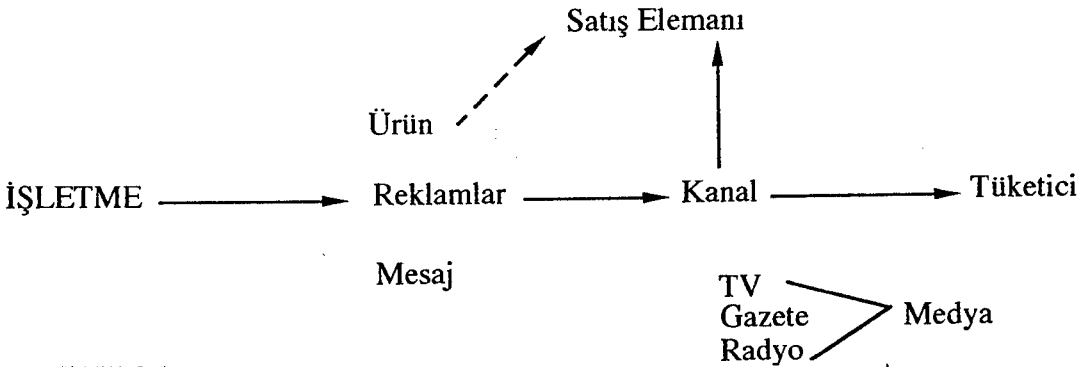 Satış Elemanı
Ürün
İŞLETME Reklamlar Kanal Tüketici
Mesaj
TV
Gazete Medya
Radyo